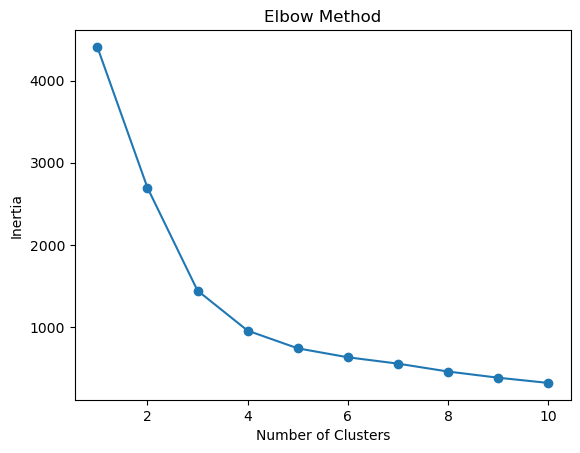 Elbow Method
Inertia
4000
3000
2000
1000
2 4 6 8 10
Number of Clusters